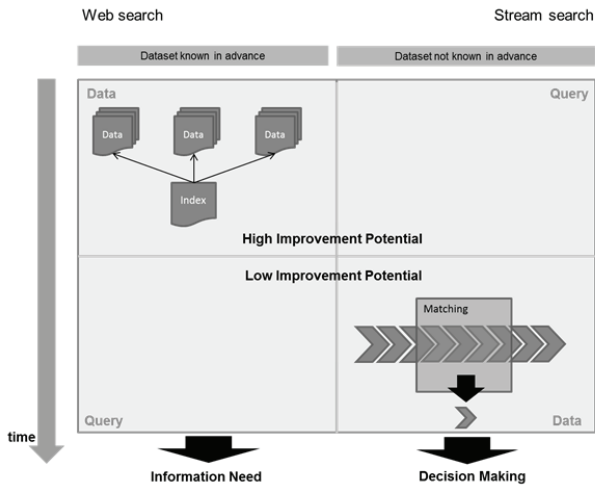 Web search
Stream search
Dataset known in advance
Dataset not known in advance
Data
Query
Data
Data
Data
Index
High Improvement Potential
Low Improvement Potential
Matching
Query
Data
time
Information Need
Decision Making